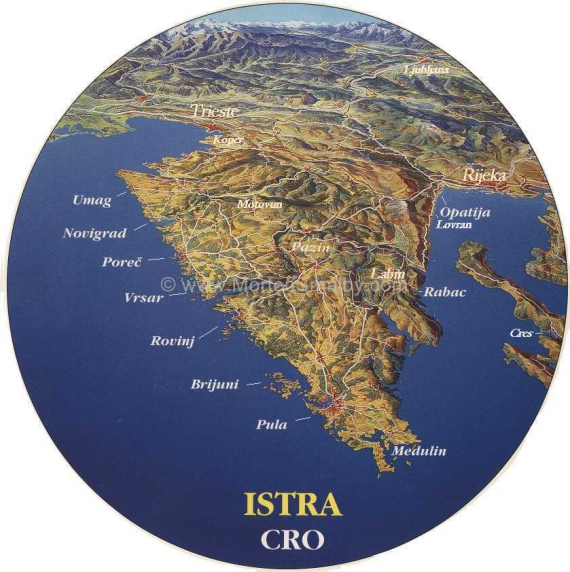 Ljubljana
Trieste
Koper
Rijeka
Umag
Motovun
Opatija
Lovran
Novigrad
Pazin
Poreč
Labin
Rabac
Vrsar
Cres
Rovinj
Brijuni
Pula
Medulin
ISTRA
CRO